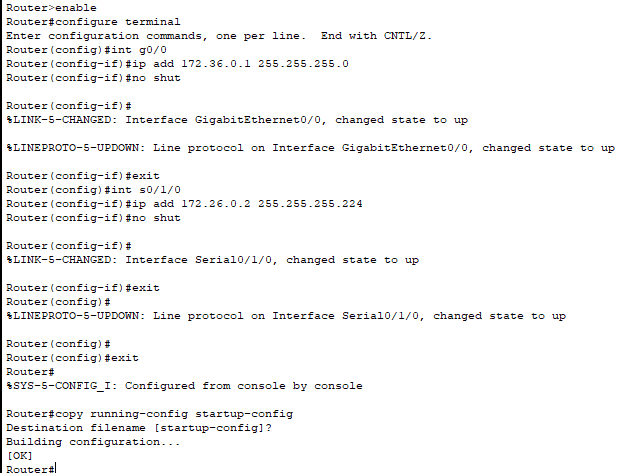 Router>enable
Router#configure terminal
Enter configuration commands, one per line.  End with CNTL/Z.
Router(config)#int g0/0
Router(config-if)#ip add 172.36.0.1 255.255.255.0
Router(config-if)#no shut
Router(config-if)#
%LINK-5-CHANGED: Interface GigabitEthernet0/0, changed state to up
%LINEPROTO-5-UPDOWN: Line protocol on Interface GigabitEthernet0/0, changed state to up
Router(config-if)#exit
Router(config)#int s0/1/0
Router(config-if)#ip add 172.26.0.2 255.255.255.224
Router(config-if)#no shut
Router(config-if)#
%LINK-5-CHANGED: Interface Serial0/1/0, changed state to up
Router(config-if)#exit
Router(config)#
%LINEPROTO-5-UPDOWN: Line protocol on Interface Serial0/1/0, changed state to up
Router(config)#
Router(config)#exit
Router#
%SYS-5-CONFIG_I: Configured from console by console
Router#copy running-config startup-config
Destination filename [startup-config]?
Building configuration...
[OK]
Router#